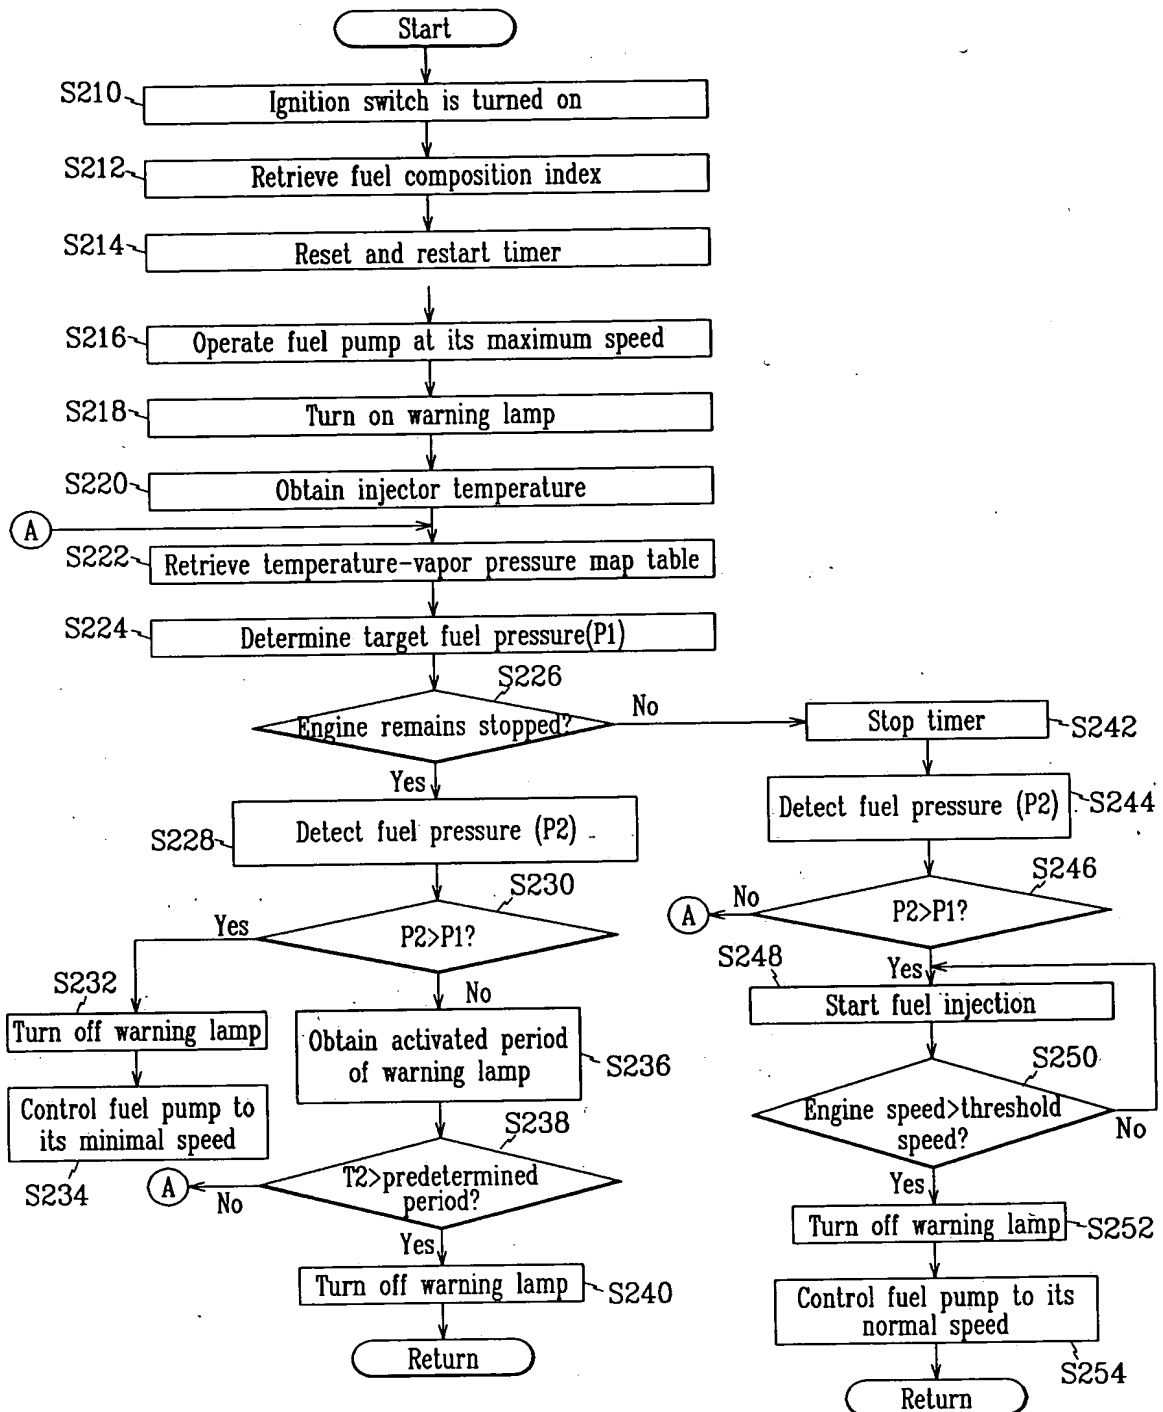 Start
S210
Ignition switch is turned on
S212
Retrieve fuel composition index
S214
Reset and restart timer
S216
Operate fuel pump at its maximum speed
S218
Turn on warning lamp
S220
Obtain injector temperature
A
S222
Retrieve temperature-vapor pressure map table
S224
Determine target fuel pressure(P1)
S226
Engine remains stopped?
No
Stop timer
S242
Yes
S228
Detect fuel pressure (P2)
Detect fuel pressure (P2)
S244
S230
P2>P1?
Yes
No
S246
P2>P1?
No
A
Yes
S232
Turn off warning lamp
Control fuel pump to
its minimal speed
S234
Obtain activated period
of warning lamp
S236
S238
T2>predetermined
period?
No
A
Yes
Turn off warning lamp
S240
Return
S248
Start fuel injection
S250
Engine speed>threshold
speed?
No
Yes
Turn off warning lamp
S252
Control fuel pump to its
normal speed
S254
Return